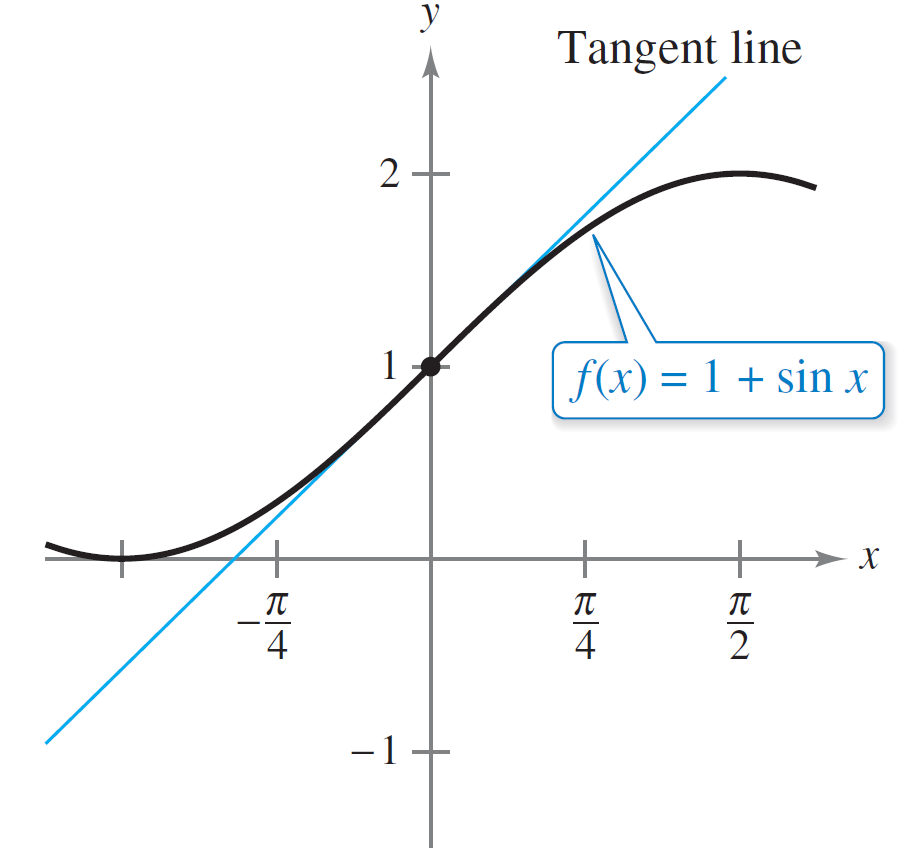 y
Tangent line
2
1
f(x) = 1 + sin x
x
−π/4
π/4
π/2
−1